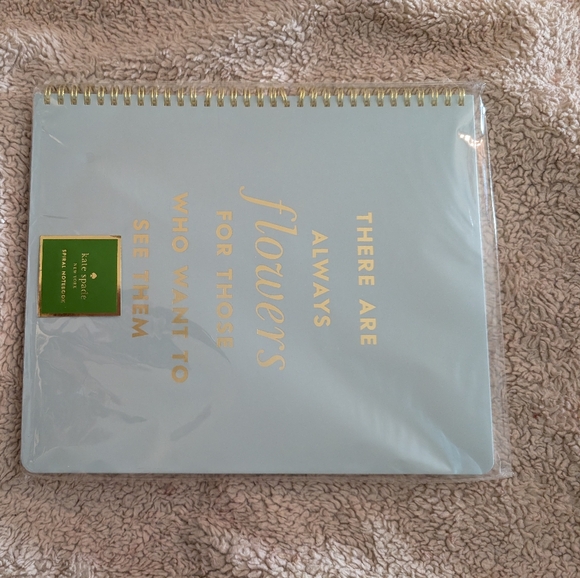 THERE ARE
ALWAYS
flowers
FOR THOSE
WHO WANT TO
SEE THEM
kate spade
NEW YORK
SPIRAL NOTEBOOK